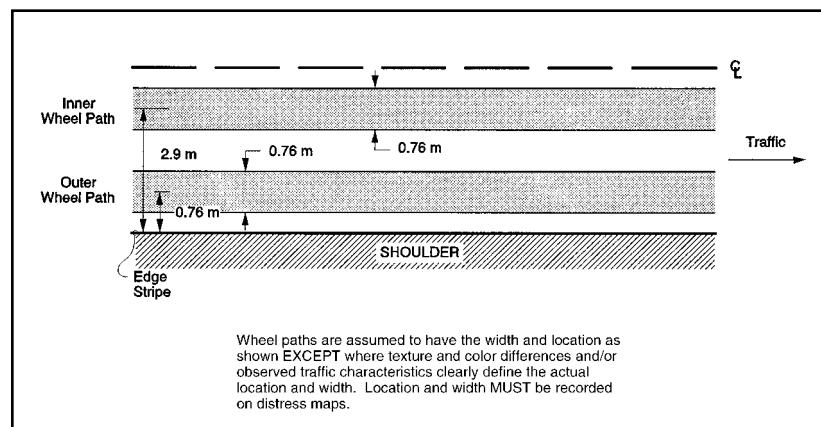 ℄
Inner
Wheel Path
2.9 m
0.76 m
0.76 m
Traffic
Outer
Wheel Path
0.76 m
SHOULDER
Edge
Stripe
Wheel paths are assumed to have the width and location as
shown EXCEPT where texture and color differences and/or
observed traffic characteristics clearly define the actual
location and width. Location and width MUST be recorded
on distress maps.